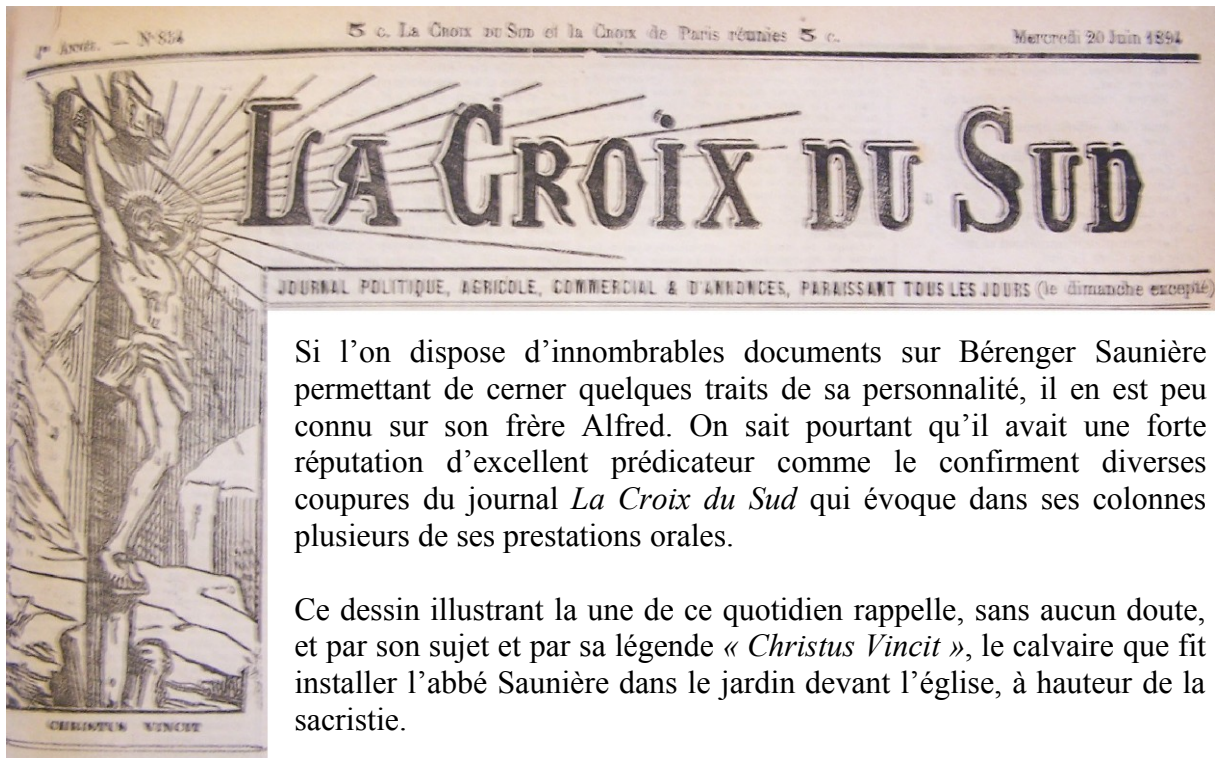 ANNÉE. — N° 854
5 c. LA CROIX DU SUD et la CROIX de Paris réunies 5 c.
Mercredi 20 Juin 1894
LA CROIX DU SUD
JOURNAL POLITIQUE, AGRICOLE, COMMERCIAL & D'ANNONCES, PARAISSANT TOUS LES JOURS (le dimanche excepté)
Si l’on dispose d’innombrables documents sur Bérenger Saunière
permettant de cerner quelques traits de sa personnalité, il en est peu
connu sur son frère Alfred. On sait pourtant qu’il avait une forte
réputation d’excellent prédicateur comme le confirment diverses
coupures du journal La Croix du Sud qui évoque dans ses colonnes
plusieurs de ses prestations orales.
Ce dessin illustrant la une de ce quotidien rappelle, sans aucun doute,
et par son sujet et par sa légende « Christus Vincit », le calvaire que fit
installer l’abbé Saunière dans le jardin devant l’église, à hauteur de la
sacristie.
CHRISTUS VINCIT